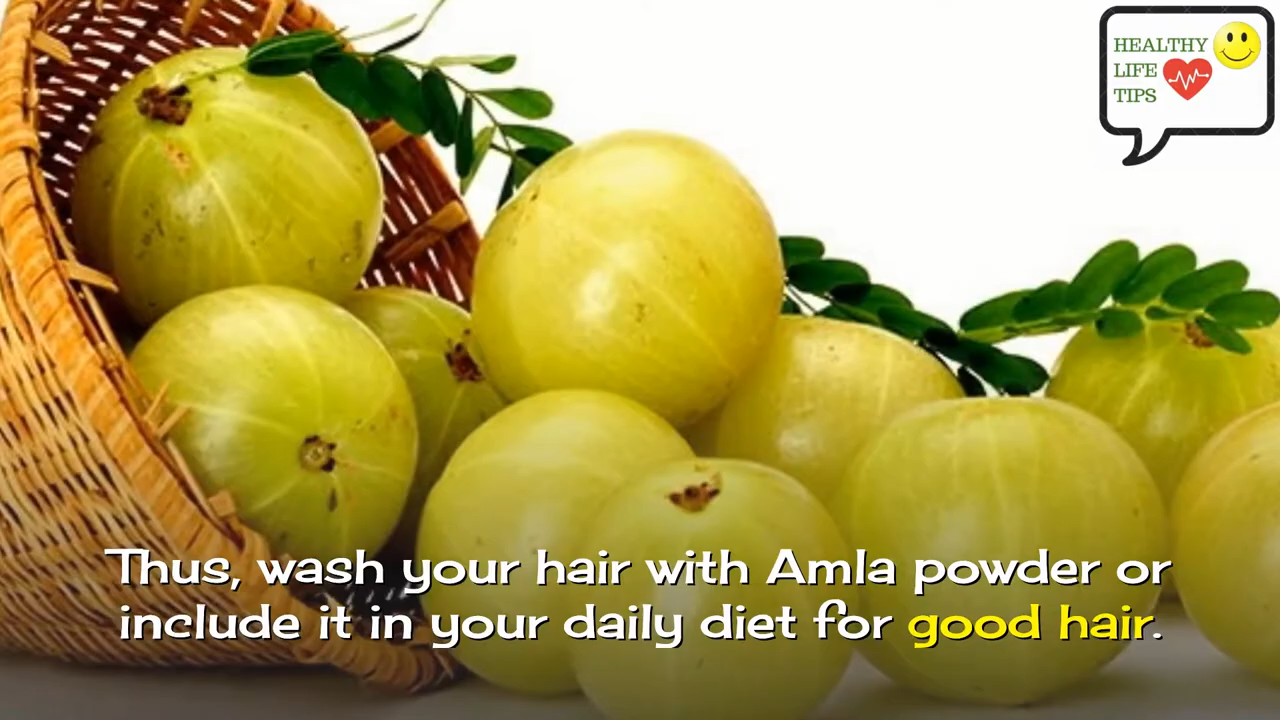 HEALTHY
LIFE
TIPS
Thus, wash your hair with Amla powder or
include it in your daily diet for good hair.